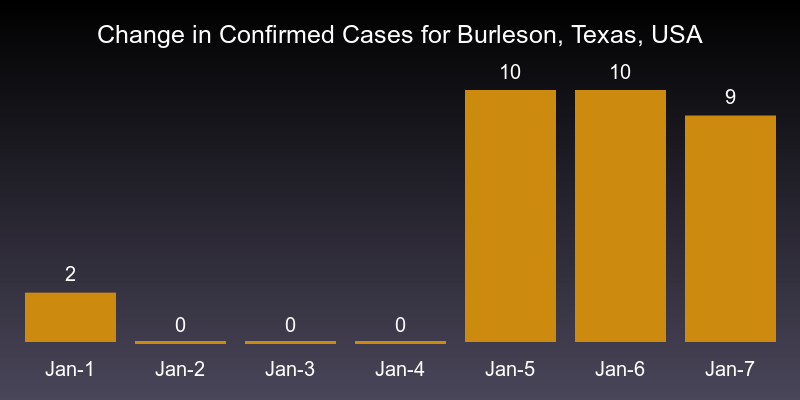 Change in Confirmed Cases for Burleson, Texas, USA
10 10 9
2 0 0 0
Jan-1 Jan-2 Jan-3 Jan-4 Jan-5 Jan-6 Jan-7